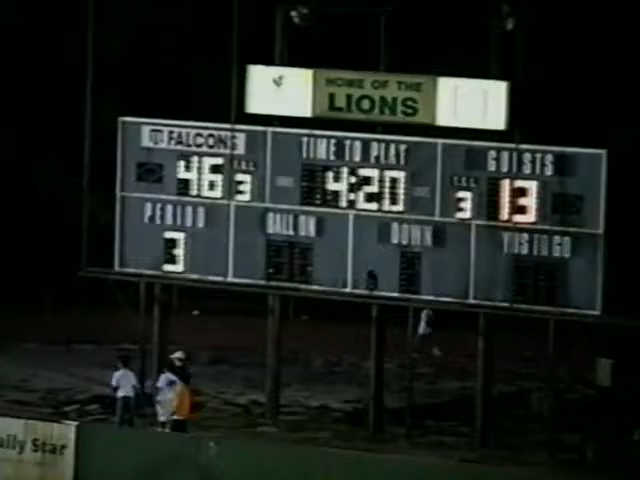 HOME OF THE
LIONS
FALCONS
TIME TO PLAY
GUESTS
46
T.O.L
3
4:20
T.O.L
3
13
PERIOD
BALL ON
DOWN
YDS TO GO
3
aily Star